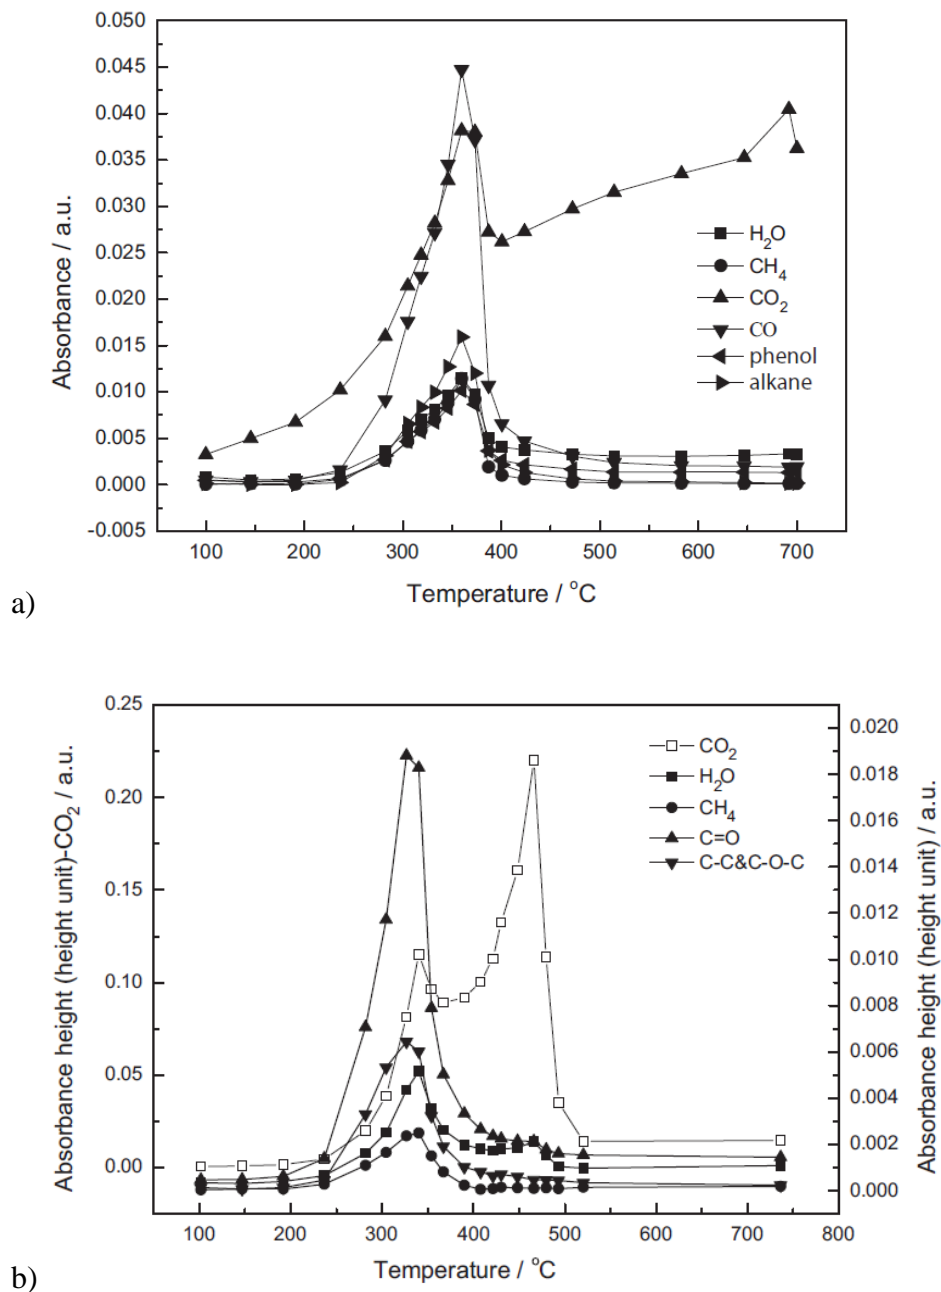 0.050
0.045
0.040
0.035
0.030
0.025
0.020
0.015
0.010
0.005
0.000
-0.005
Absorbance / a.u.
H₂O
CH₄
CO₂
CO
phenol
alkane
100 200 300 400 500 600 700
Temperature / °C
a)
0.25
0.20
0.15
0.10
0.05
0.00
Absorbance height (height unit)-CO₂ / a.u.
CO₂
H₂O
CH₄
C=O
C-C&C-O-C
0.020
0.018
0.016
0.014
0.012
0.010
0.008
0.006
0.004
0.002
0.000
Absorbance height (height unit) / a.u.
100 200 300 400 500 600 700 800
Temperature / °C
b)